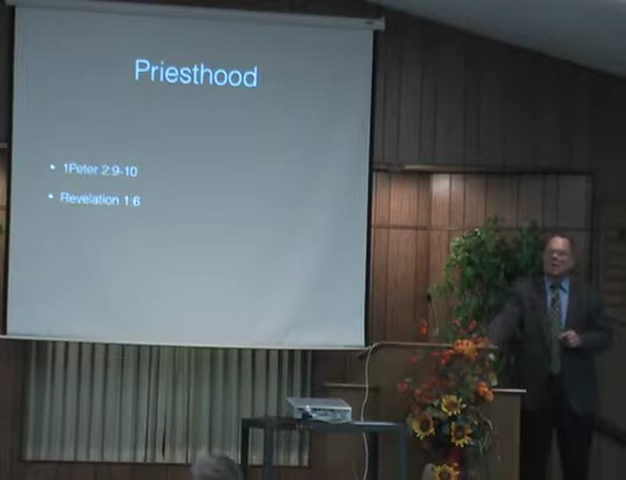 Priesthood
• 1Peter 2:9-10
• Revelation 1:6